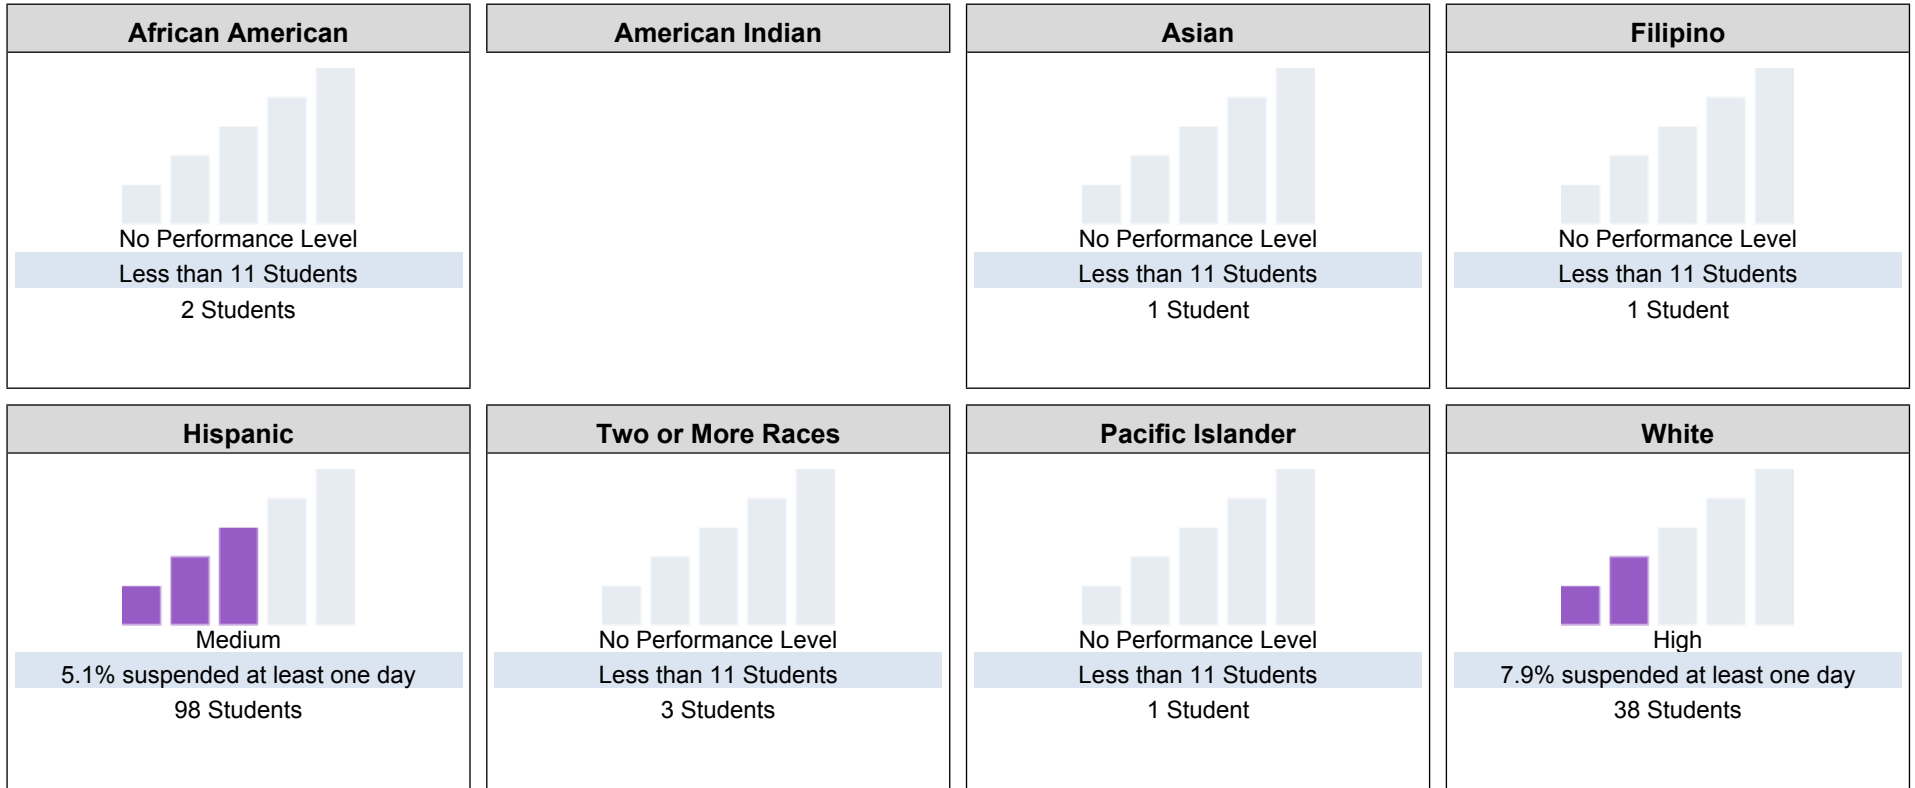 African American
No Performance Level
Less than 11 Students
2 Students
American Indian
Asian
No Performance Level
Less than 11 Students
1 Student
Filipino
No Performance Level
Less than 11 Students
1 Student
Hispanic
Medium
5.1% suspended at least one day
98 Students
Two or More Races
No Performance Level
Less than 11 Students
3 Students
Pacific Islander
No Performance Level
Less than 11 Students
1 Student
White
High
7.9% suspended at least one day
38 Students